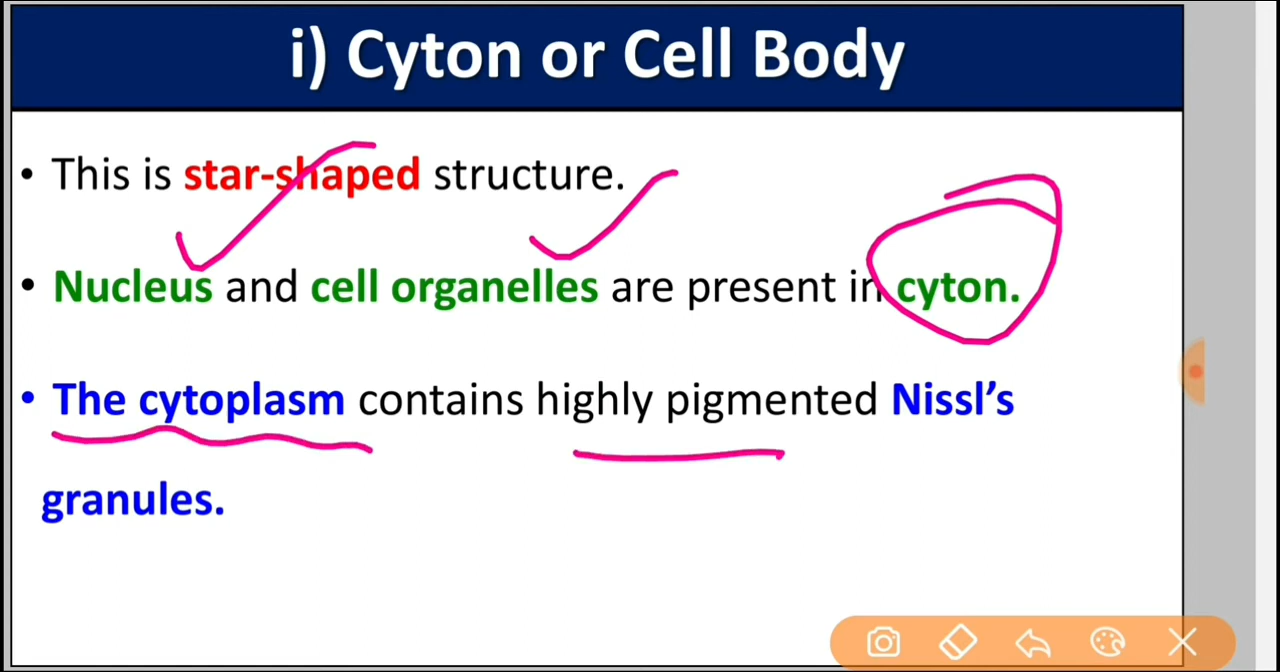 i) Cyton or Cell Body
• This is star-shaped structure.
• Nucleus and cell organelles are present in cyton.
• The cytoplasm contains highly pigmented Nissl’s
granules.